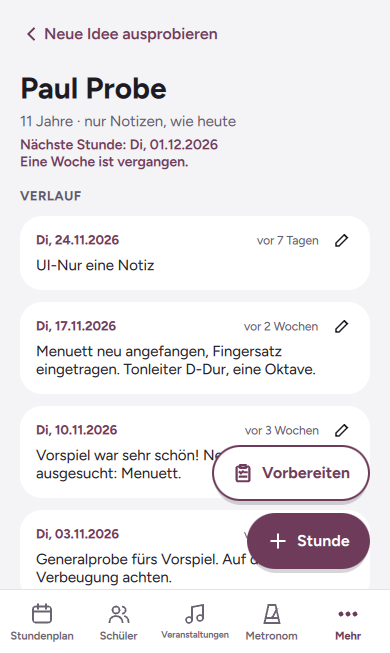 Neue Idee ausprobieren
Paul Probe
11 Jahre · nur Notizen, wie heute
Nächste Stunde: Di, 01.12.2026
Eine Woche ist vergangen.
VERLAUF
Di, 24.11.2026 vor 7 Tagen
UI-Nur eine Notiz
Di, 17.11.2026 vor 2 Wochen
Menuett neu angefangen, Fingersatz
eingetragen. Tonleiter D-Dur, eine Oktave.
Di, 10.11.2026 vor 3 Wochen
Vorspiel war sehr schön!
ausgesucht: Menuett.
Vorbereiten
Di, 03.11.2026
Generalprobe fürs Vorspiel. Auf
Verbeugung achten.
Stunde
Stundenplan Schüler Veranstaltungen Metronom Mehr